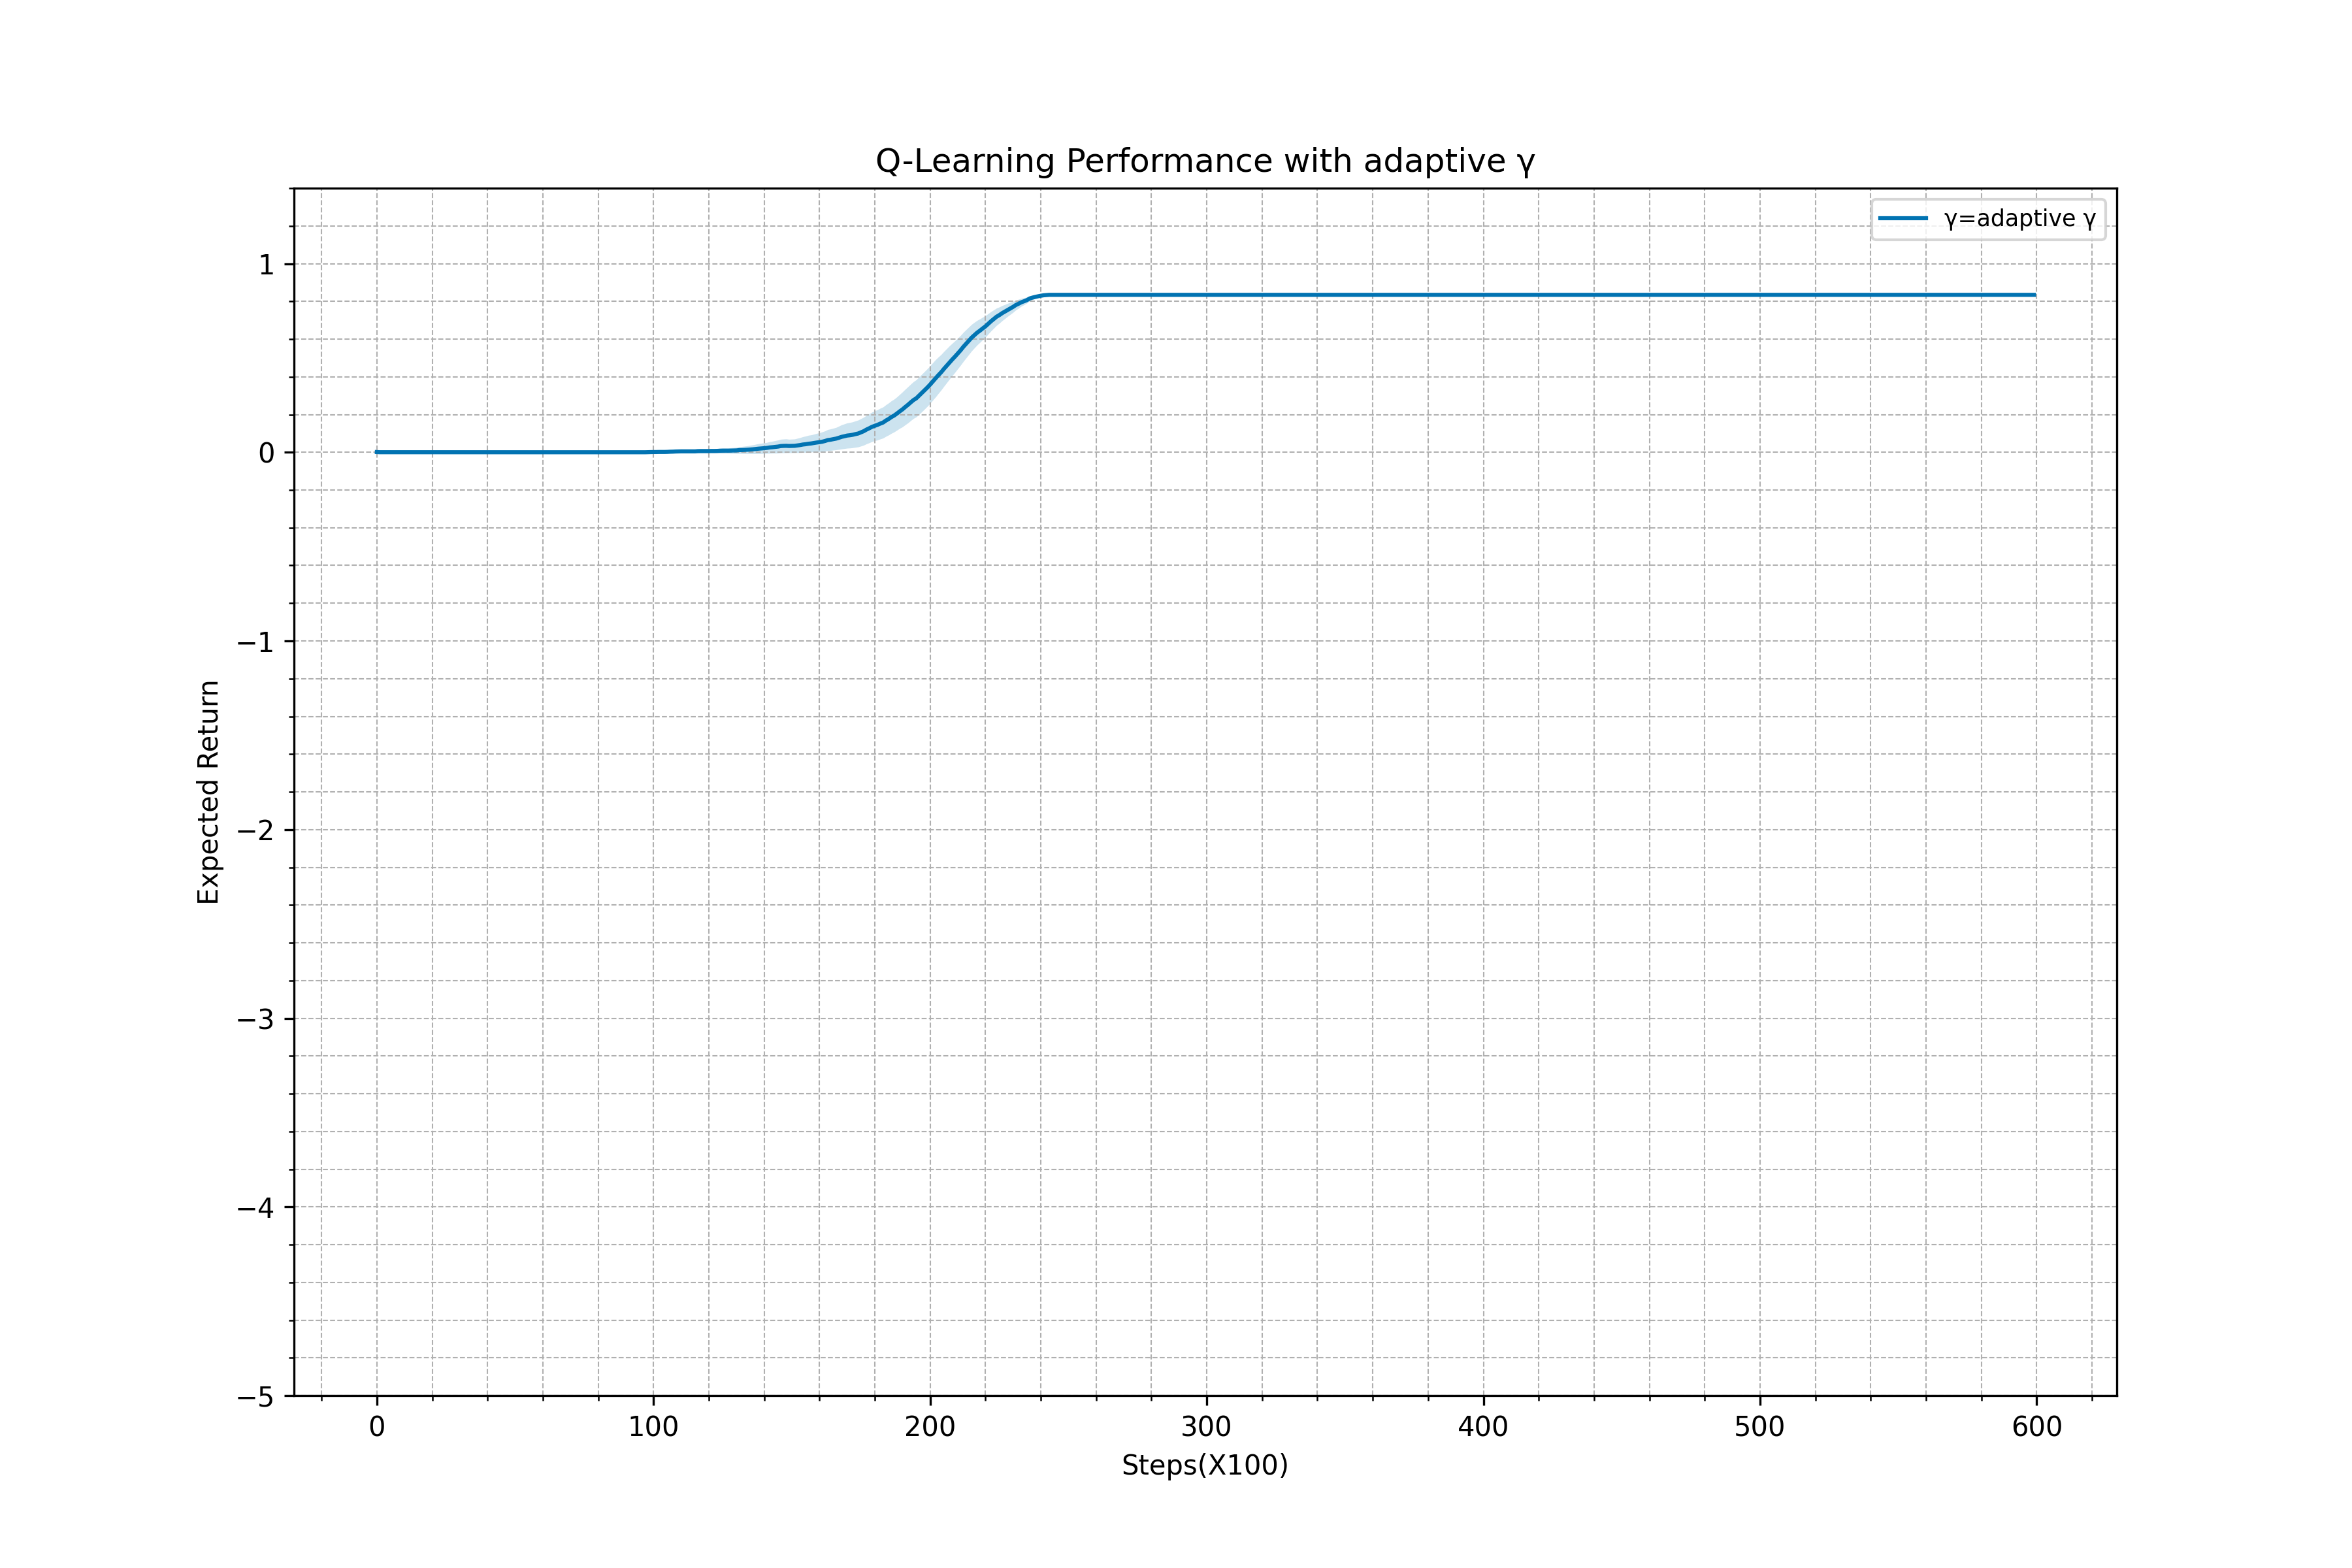 Q-Learning Performance with adaptive γ
γ=adaptive γ
1
0
−1
−2
−3
−4
−5
Expected Return
0 100 200 300 400 500 600
Steps(X100)